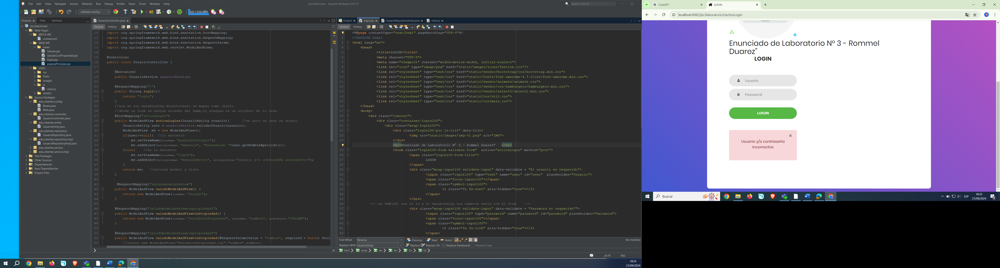 File Edit View Navigate Source Refactor Run Debug Profile Team Tools Window Help
jbc2lab3ronel - Apache NetBeans IDE 21
Search (Ctrl+I)
<default config>
285.1/976.0MB
Projects Files Services
jbc2lab3ronel
Web Pages
META-INF
context.xml
WEB-INF
views
Saludo.jsp
SaludoConPropiedad.jsp
login.jsp
paginaPrincipal.jsp
static
css
fonts
images
js
main.js
vendor
Source Packages
edu.cibertec.config
Beans.java
Web.java
edu.cibertec.controller
UsuarioController.java
edu.cibertec.entity
UsuarioEntity.java
edu.cibertec.repository
UsuarioRepository.java
edu.cibertec.repository.impl
UsuarioRepositoryImpl.java
edu.cibertec.service
edu.cibertec.service.impl
Test Packages
Other Sources
Dependencies
Java Dependencies
Project Files
UsuarioController.java
Source History
10 import org.springframework.web.bind.annotation.PostMapping;
11 import org.springframework.web.bind.annotation.RequestMapping;
12 import org.springframework.web.bind.annotation.RequestParam;
13 import org.springframework.web.servlet.ModelAndView;
14
15 @Controller
16 public class UsuarioController {
17
18 @Autowired
19 public UsuarioService usuarioService;
20
21 @RequestMapping("/")
22 public String login(){
23 return "login";
24 }
25 //aca se usa databinding directo=auto se mapea como objeto
26 //desde un form se envian atraves del name,si ninguna es un atributo No lo crea
27 @PostMapping("actionLogin")
28 public ModelAndView actionLogina(UsuarioEntity usuario){ //en auto se crea un objeto
29 UsuarioEntity user = usuarioService.validarUsuario(usuario);
30 ModelAndView mv = new ModelAndView();
31 if(user!=null){ //lo encontró
32 mv.setViewName(viewName: "paginaPrincipal");
33 mv.addObject(attributeName: "mensaje", "Bienvenido "+user.getNombreApellido());
34 }else{ //no lo encontro
35 mv.setViewName(viewName: "login");
36 mv.addObject(attributeName: "mensajeError", attributeValue:"Usuario y/o contraseña incorrectos");
37 }
38 return mv; //retorna modelo y vista
39 }
40
41 @RequestMapping("saludomodelandview")
42 public ModelAndView saludoModelAndView() {
43 return new ModelAndView(viewName: "Saludo");
44 }
45
46 @RequestMapping("saludomodelandviewconpropiedad1")
47 public ModelAndView saludoModelAndViewConPropiedad() {
48 return new ModelAndView(viewName: "SaludoConPropiedad", modelName: "nombre", modelObject: "JULIAN");
49 }
50
51 @RequestMapping("saludomodelandviewconpropiedad2")
52 public ModelAndView saludoModelAndViewConPropiedad(@RequestParam(value = "nombre", required = false) Stri
53 //return new ModelAndView("SaludoConPropiedad.jsp","nombre",nombre);
Output login.jsp UsuarioRepositoryImpl.java main.js
Source History
<%@page contentType="text/html" pageEncoding="UTF-8"%>
2 <!DOCTYPE html>
3 <html lang="en">
4 <head>
5 <title>LOGIN</title>
6 <meta charset="UTF-8">
7 <meta name="viewport" content="width=device-width, initial-scale=1">
8 <link rel="icon" type="image/png" href="static/images/icons/favicon.ico"/>
9 <link rel="stylesheet" type="text/css" href="static/vendor/bootstrap/css/bootstrap.min.css">
10 <link rel="stylesheet" type="text/css" href="static/fonts/font-awesome-4.7.0/css/font-awesome.min.css">
11 <link rel="stylesheet" type="text/css" href="static/vendor/animate/animate.css">
12 <link rel="stylesheet" type="text/css" href="static/vendor/css-hamburgers/hamburgers.min.css">
13 <link rel="stylesheet" type="text/css" href="static/vendor/select2/select2.min.css">
14 <link rel="stylesheet" type="text/css" href="static/css/util.css">
15 <link rel="stylesheet" type="text/css" href="static/css/main.css">
16 </head>
17 <body>
18 <div class="limiter">
19 <div class="container-login100">
20 <div class="wrap-login100">
21 <div class="login100-pic js-tilt" data-tilt>
22 <img src="static/images/img-01.png" alt="IMG">
23 </div>
<h2>Enunciado de Laboratorio N° 3 - Rommel Duarez" </h2>
25 <form class="login100-form validate-form" action="actionLogin" method="post">
26 <span class="login100-form-title">
27 LOGIN
28 </span>
29 <div class="wrap-input100 validate-input" data-validate = "El usuario es requerido">
30 <input class="input100" type="text" name="user" id="user" placeholder="Usuario">
31 <span class="focus-input100"></span>
32 <span class="symbol-input100">
33 <i class="fa fa-user" aria-hidden="true"></i>
34 </span>
35 </div>
36 <!--el DOM(JS) usa el id y el databinding usa name=se envia con el form -->
37 <div class="wrap-input100 validate-input" data-validate = "Password es requerido"">
38 <input class="input100" type="password" name="password" id="password" placeholder="Password">
39 <span class="focus-input100"></span>
40 <span class="symbol-input100">
41 <i class="fa fa-lock" aria-hidden="true"></i>
42 </span>
Find What: Persona Previous Next Select No matches
Replace With: UsuarioEntity Replace Replace All Replace Backwards Preserve Case
html body div div div h2
24:79 INS
18:35
21/09/2024
ChatGPT LOGIN
localhost:8082/jbc2laboratorio3/actionLogin
Enunciado de Laboratorio N° 3 - Rommel
Duarez"
LOGIN
Usuario
Password
LOGIN
Usuario y/o contraseña
incorrectos
Buscar
ESP
18:35
21/09/2024
8